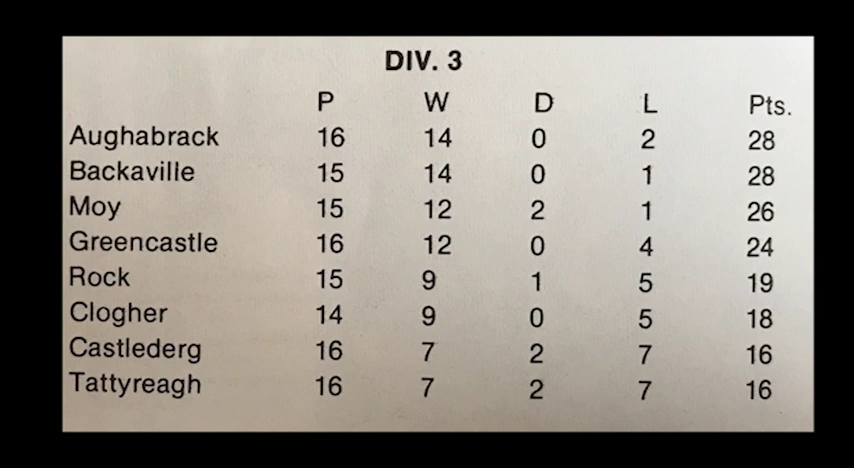 DIV. 3
P W D L Pts.
Aughabrack 16 14 0 2 28
Backaville 15 14 0 1 28
Moy 15 12 2 1 26
Greencastle 16 12 0 4 24
Rock 15 9 1 5 19
Clogher 14 9 0 5 18
Castlederg 16 7 2 7 16
Tattyreagh 16 7 2 7 16